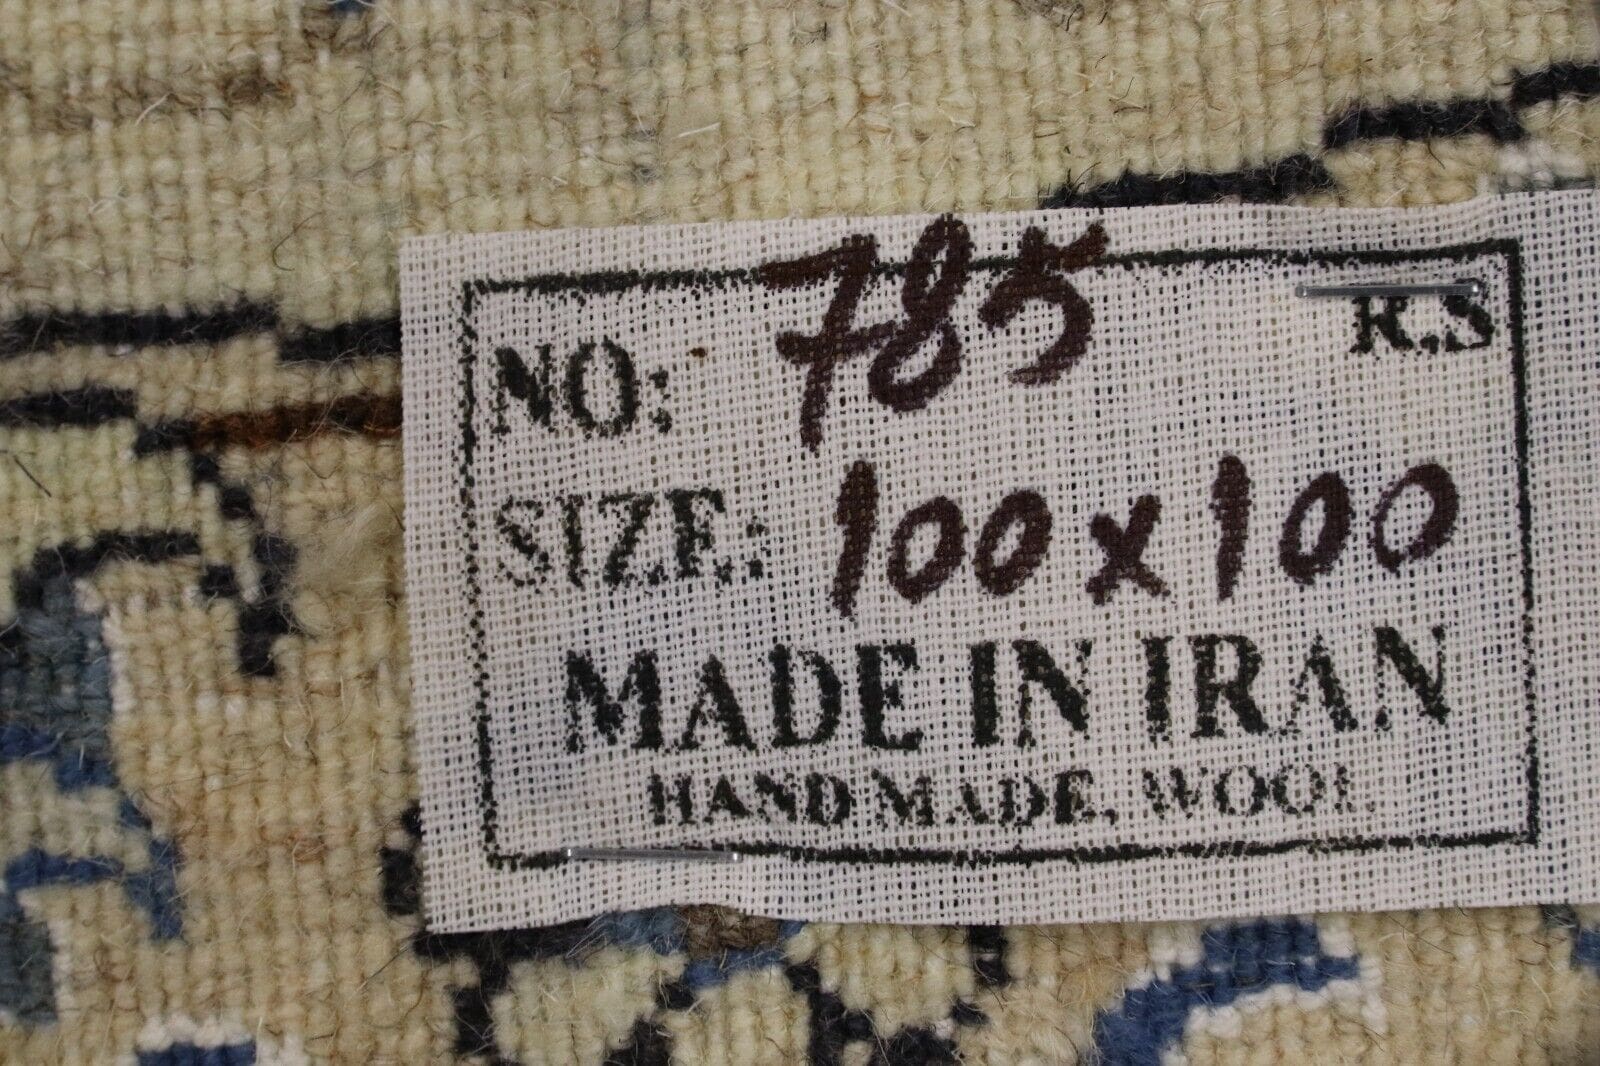 NO: 785 R.S
SIZE: 100x100
MADE IN IRAN
HAND MADE, WOOL